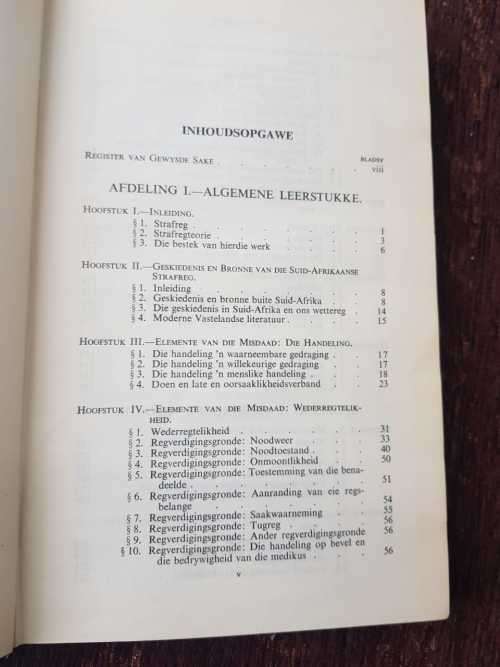 INHOUDSOPGAWE
BLADSY
REGISTER VAN GEWYSDE SAKE . . . . . . . viii
AFDELING I.—ALGEMENE LEERSTUKKE.
HOOFSTUK I.—INLEIDING.
§ 1. Strafreg . . . . . . . 1
§ 2. Strafregteorie . . . . . . 3
§ 3. Die bestek van hierdie werk . . . . 6
HOOFSTUK II.—GESKIEDENIS EN BRONNE VAN DIE SUID-AFRIKAANSE
STRAFREG.
§ 1. Inleiding . . . . . . . 8
§ 2. Geskiedenis en bronne buite Suid-Afrika . . . 8
§ 3. Die geskiedenis in Suid-Afrika en ons wettereg . . 14
§ 4. Moderne Vastelandse literatuur . . . . 15
HOOFSTUK III.—ELEMENTE VAN DIE MISDAAD: DIE HANDELING.
§ 1. Die handeling 'n waarneembare gedraging . . . 17
§ 2. Die handeling 'n willekeurige gedraging . . . 17
§ 3. Die handeling 'n menslike handeling . . . . 18
§ 4. Doen en late en oorsaaklikheidsverband . . . 23
HOOFSTUK IV.—ELEMENTE VAN DIE MISDAAD: WEDERREGTELIK-
HEID.
§ 1. Wederregtelikheid . . . . . . 31
§ 2. Regverdigingsgronde: Noodweer . . . . 33
§ 3. Regverdigingsgronde: Noodtoestand . . . 40
§ 4. Regverdigingsgronde: Onmoontlikheid . . . 50
§ 5. Regverdigingsgronde: Toestemming van die bena-
deelde . . . . . . . 51
§ 6. Regverdigingsgronde: Aanranding van eie regs-
belange . . . . . . . 54
§ 7. Regverdigingsgronde: Saakwaarneming . . . 55
§ 8. Regverdigingsgronde: Tugreg . . . . 56
§ 9. Regverdigingsgronde: Ander regverdigingsgronde 56
§ 10. Regverdigingsgronde: Die handeling op bevel en
die bedrywigheid van die medikus . . . . 56
v